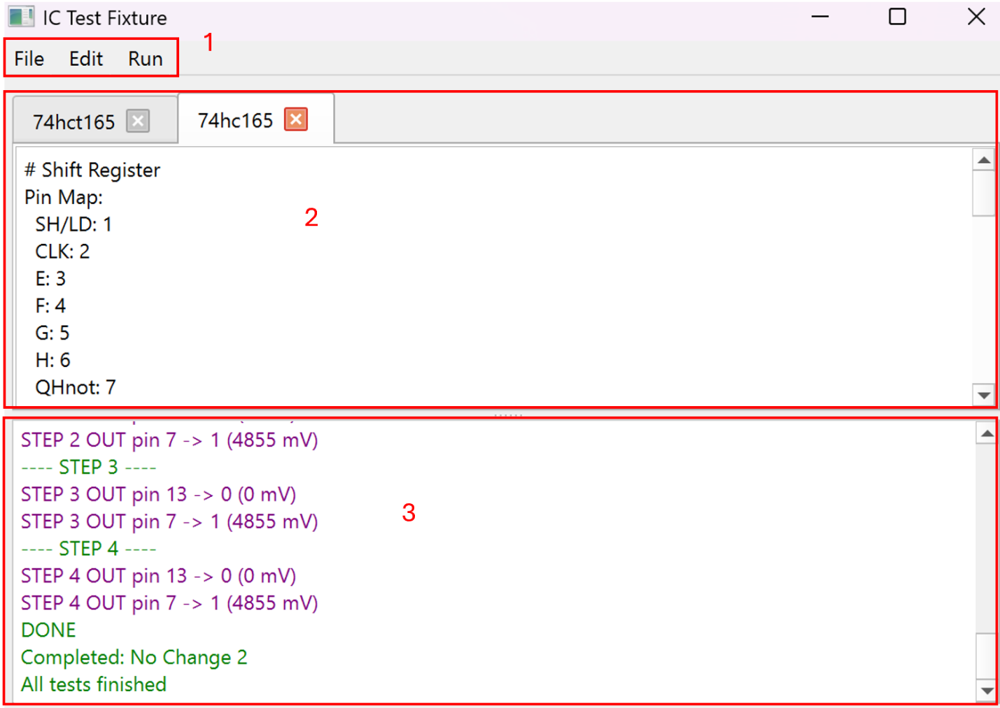 IC Test Fixture
1
File Edit Run
74hct165 74hc165
# Shift Register
Pin Map:
SH/LD: 1
2
CLK: 2
E: 3
F: 4
G: 5
H: 6
QHnot: 7
STEP 2 OUT pin 7 -> 1 (4855 mV)
---- STEP 3 ----
STEP 3 OUT pin 13 -> 0 (0 mV)
3
STEP 3 OUT pin 7 -> 1 (4855 mV)
---- STEP 4 ----
STEP 4 OUT pin 13 -> 0 (0 mV)
STEP 4 OUT pin 7 -> 1 (4855 mV)
DONE
Completed: No Change 2
All tests finished